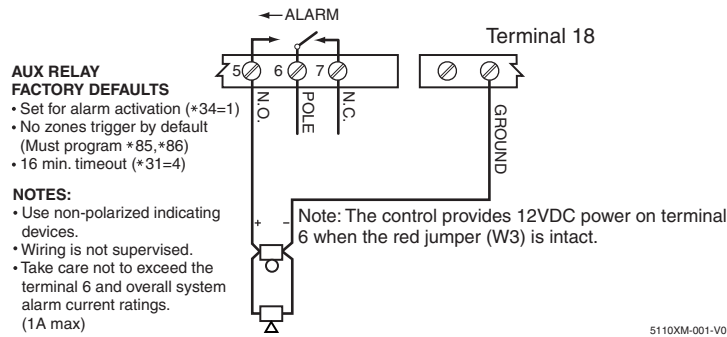 ALARM
Terminal 18
5 6 7
N.O.
POLE
N.C.
GROUND
AUX RELAY
FACTORY DEFAULTS
• Set for alarm activation (*34=1)
• No zones trigger by default
(Must program *85,*86)
• 16 min. timeout (*31=4)
NOTES:
• Use non-polarized indicating
devices.
• Wiring is not supervised.
• Take care not to exceed the
terminal 6 and overall system
alarm current ratings.
(1A max)
+ –
Note: The control provides 12VDC power on terminal
6 when the red jumper (W3) is intact.
5110XM-001-V0